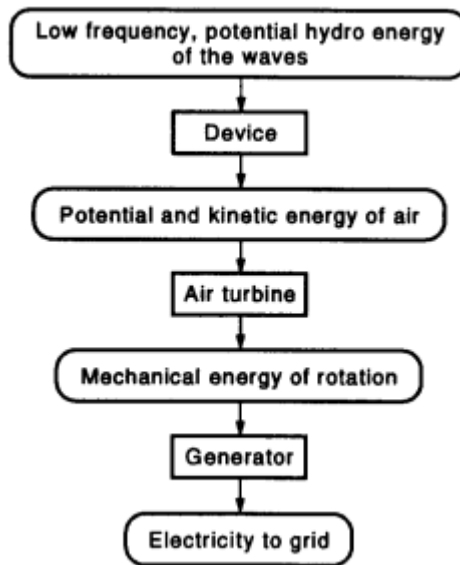 Low frequency, potential hydro energy
of the waves
Device
Potential and kinetic energy of air
Air turbine
Mechanical energy of rotation
Generator
Electricity to grid